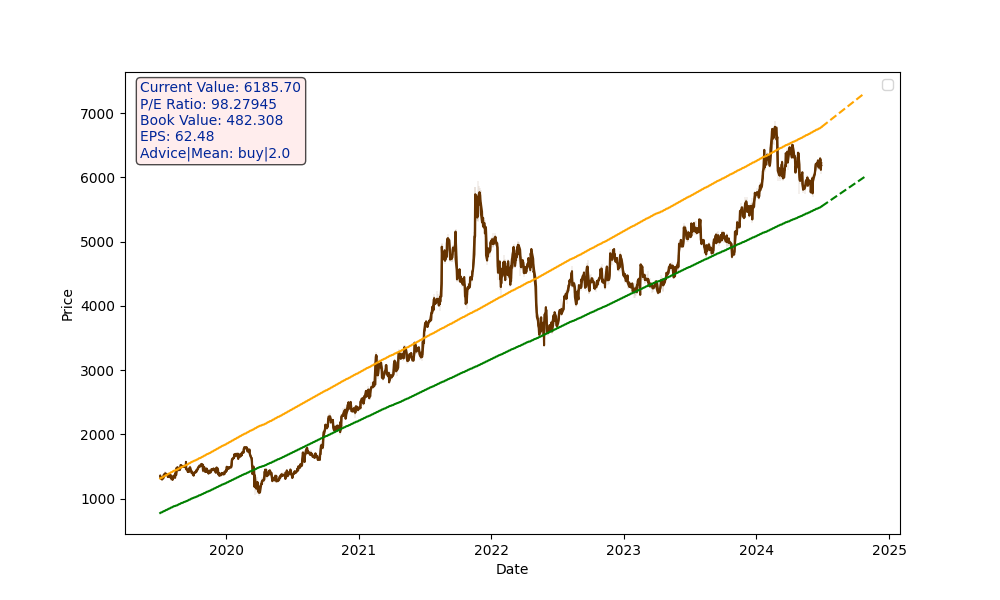 Current Value: 6185.70
P/E Ratio: 98.27945
Book Value: 482.308
EPS: 62.48
Advice|Mean: buy|2.0
7000
6000
5000
4000
3000
2000
1000
Price
2020 2021 2022 2023 2024 2025
Date